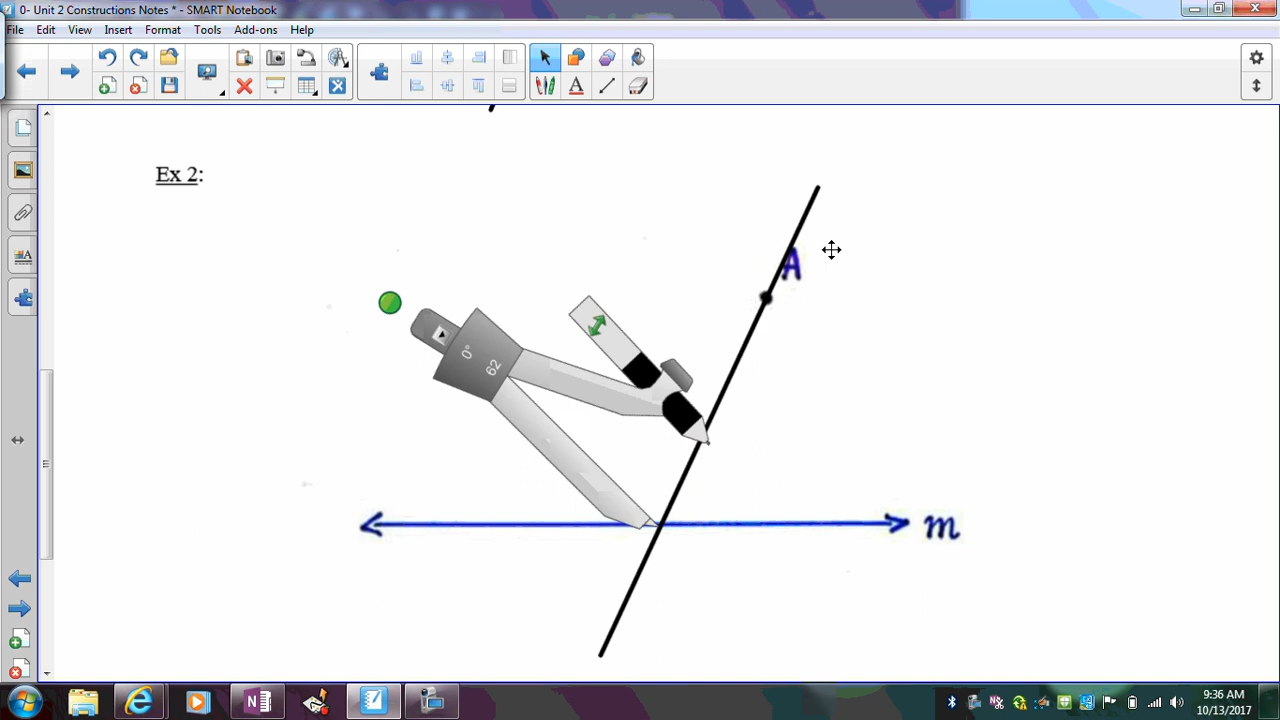 0- Unit 2 Constructions Notes * - SMART Notebook
File Edit View Insert Format Tools Add-ons Help
Ex 2:
A
0°
62
m
9:36 AM
10/13/2017